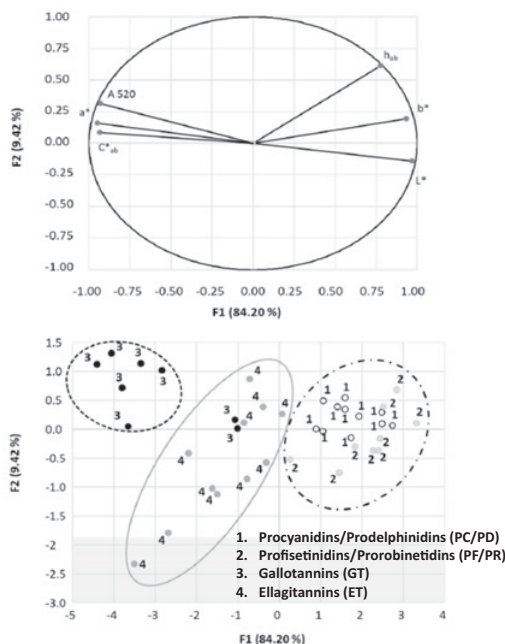 1.00
0.75
0.50
0.25
0.00
-0.25
-0.50
-0.75
-1.00
F2 (9.42 %)
A 520
a*
C*ab
hab
b*
L*
-1.00 -0.75 -0.50 -0.25 0.00 0.25 0.50 0.75 1.00
F1 (84.20 %)
1.5
1.0
0.5
0.0
-0.5
-1.0
-1.5
-2.0
-2.5
-3.0
F2 (9.42 %)
3 3 3 3 3 3
4 4 4 3 4 4 4 4 4 4 4 4
1 1 1 1 1 1 1 1 1 1
2 2 2 2 2 2 2 2
1. Procyanidins/Prodelphinidins (PC/PD)
2. Profisetinidins/Prorobinetidins (PF/PR)
3. Gallotannins (GT)
4. Ellagitannins (ET)
-5 -4 -3 -2 -1 0 1 2 3 4
F1 (84.20 %)